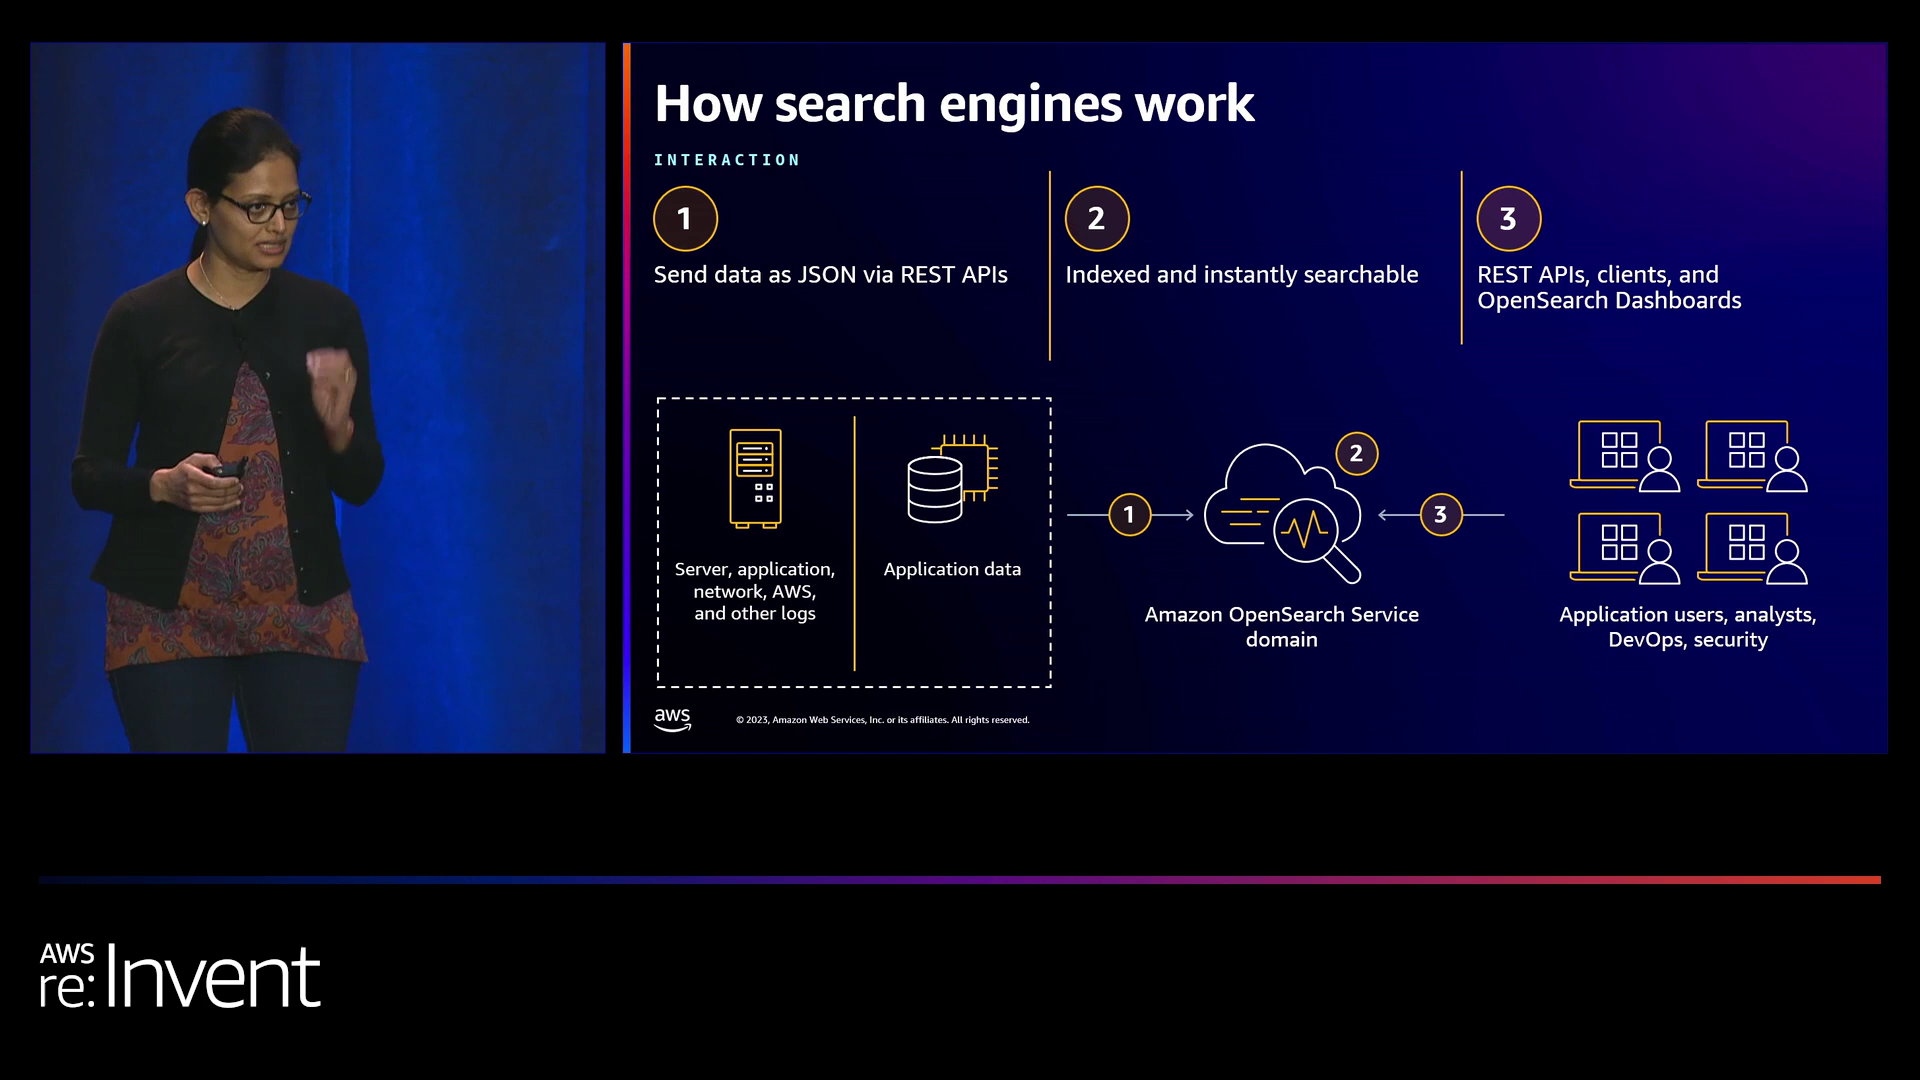 How search engines work
INTERACTION
1
Send data as JSON via REST APIs
2
Indexed and instantly searchable
3
REST APIs, clients, and
OpenSearch Dashboards
Server, application,
network, AWS,
and other logs
Application data
1
2
3
Amazon OpenSearch Service
domain
Application users, analysts,
DevOps, security
aws
© 2023, Amazon Web Services, Inc. or its affiliates. All rights reserved.
AWS
re:Invent